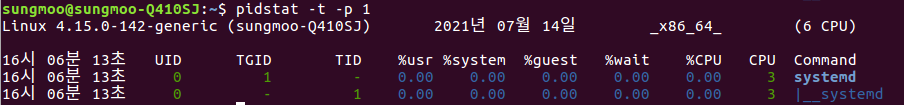 sungmoo@sungmoo-Q410SJ:~$ pidstat -t -p 1
Linux 4.15.0-142-generic (sungmoo-Q410SJ) 2021년 07월 14일 _x86_64_ (6 CPU)
16시 06분 13초 UID TGID TID %usr %system %guest %wait %CPU CPU Command
16시 06분 13초 0 1 - 0.00 0.00 0.00 0.00 0.00 3 systemd
16시 06분 13초 0 - 1 0.00 0.00 0.00 0.00 0.00 3 |__systemd